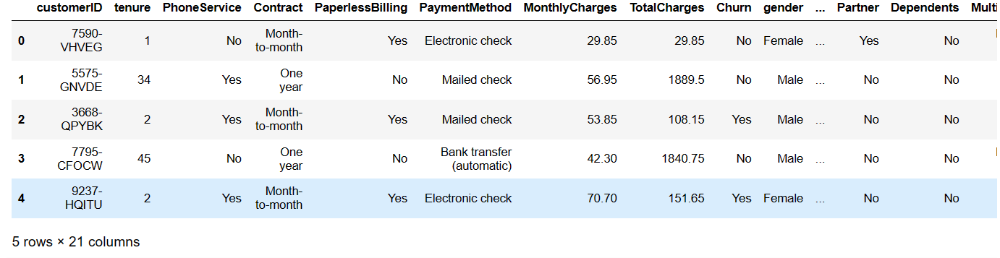 customerID tenure PhoneService Contract PaperlessBilling PaymentMethod MonthlyCharges TotalCharges Churn gender ... Partner Dependents
0 7590-VHVEG 1 No Month-to-month Yes Electronic check 29.85 29.85 No Female ... Yes No
1 5575-GNVDE 34 Yes One year No Mailed check 56.95 1889.5 No Male ... No No
2 3668-QPYBK 2 Yes Month-to-month Yes Mailed check 53.85 108.15 Yes Male ... No No
3 7795-CFOCW 45 No One year No Bank transfer (automatic) 42.30 1840.75 No Male ... No No
4 9237-HQITU 2 Yes Month-to-month Yes Electronic check 70.70 151.65 Yes Female ... No No
5 rows × 21 columns